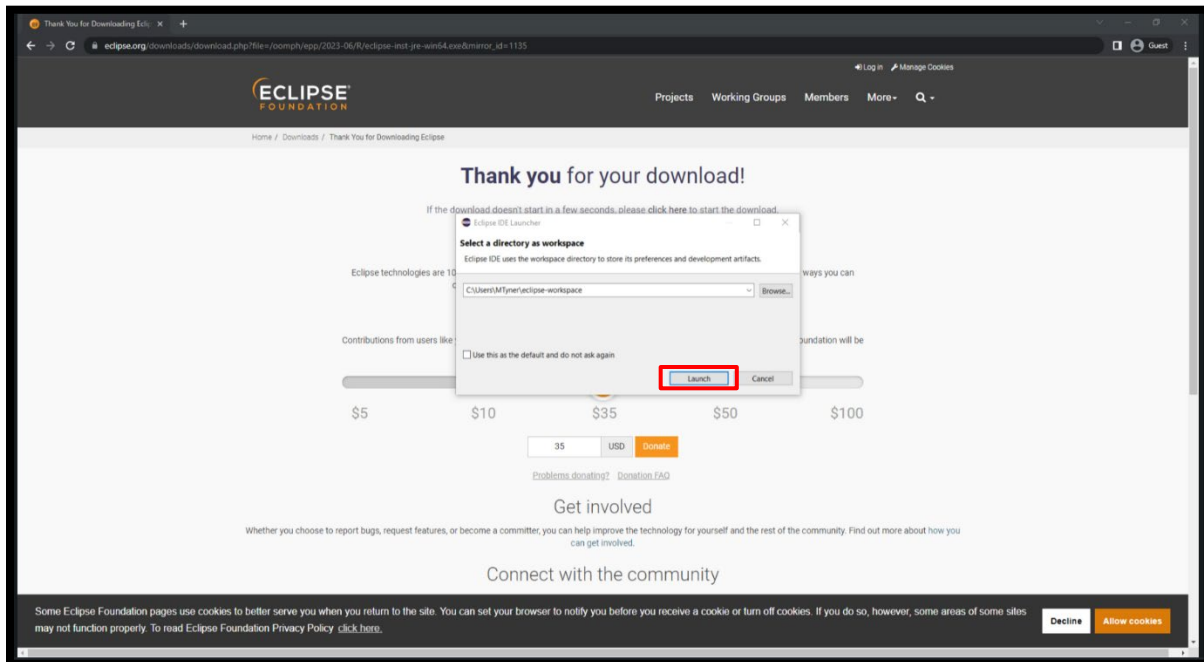 Thank You for Downloading Eclip
eclipse.org/downloads/download.php?file=/oomph/epp/2023-06/R/eclipse-inst-jre-win64.exe&mirror_id=1135
Guest
Log in Manage Cookies
ECLIPSE
FOUNDATION
Projects Working Groups Members More
Home / Downloads / Thank You for Downloading Eclipse
Thank you for your download!
If the download doesn't start in a few seconds, please click here to start the download.
Eclipse IDE Launcher
Select a directory as workspace
Eclipse IDE uses the workspace directory to store its preferences and development artifacts.
Eclipse technologies are 10
ways you can
C:\Users\MTyner\eclipse-workspace
Browse...
Contributions from users like
oundation will be
Use this as the default and do not ask again
Launch Cancel
$5 $10 $35 $50 $100
35 USD Donate
Problems donating? Donation FAQ
Get involved
Whether you choose to report bugs, request features, or become a committer, you can help improve the technology for yourself and the rest of the community. Find out more about how you
can get involved.
Connect with the community
Some Eclipse Foundation pages use cookies to better serve you when you return to the site. You can set your browser to notify you before you receive a cookie or turn off cookies. If you do so, however, some areas of some sites
may not function properly. To read Eclipse Foundation Privacy Policy click here.
Decline Allow cookies